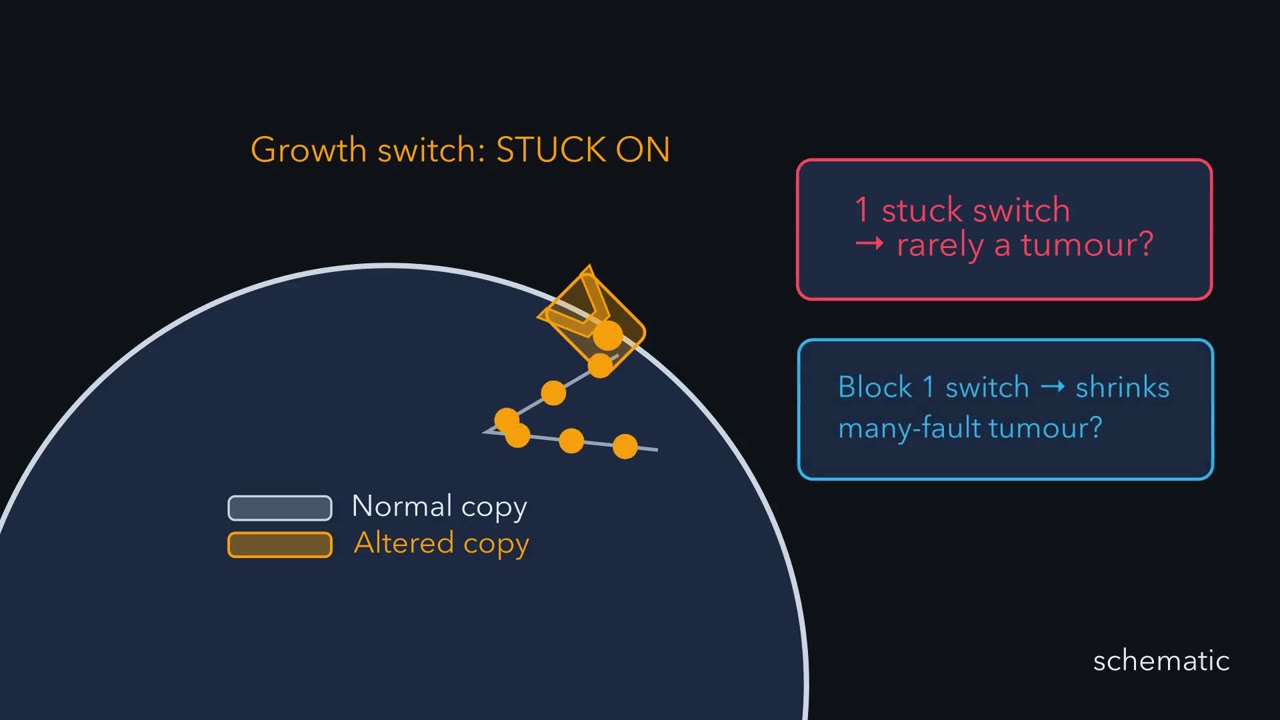 Growth switch: STUCK ON
1 stuck switch
→ rarely a tumour?
Block 1 switch → shrinks
many-fault tumour?
Normal copy
Altered copy
schematic